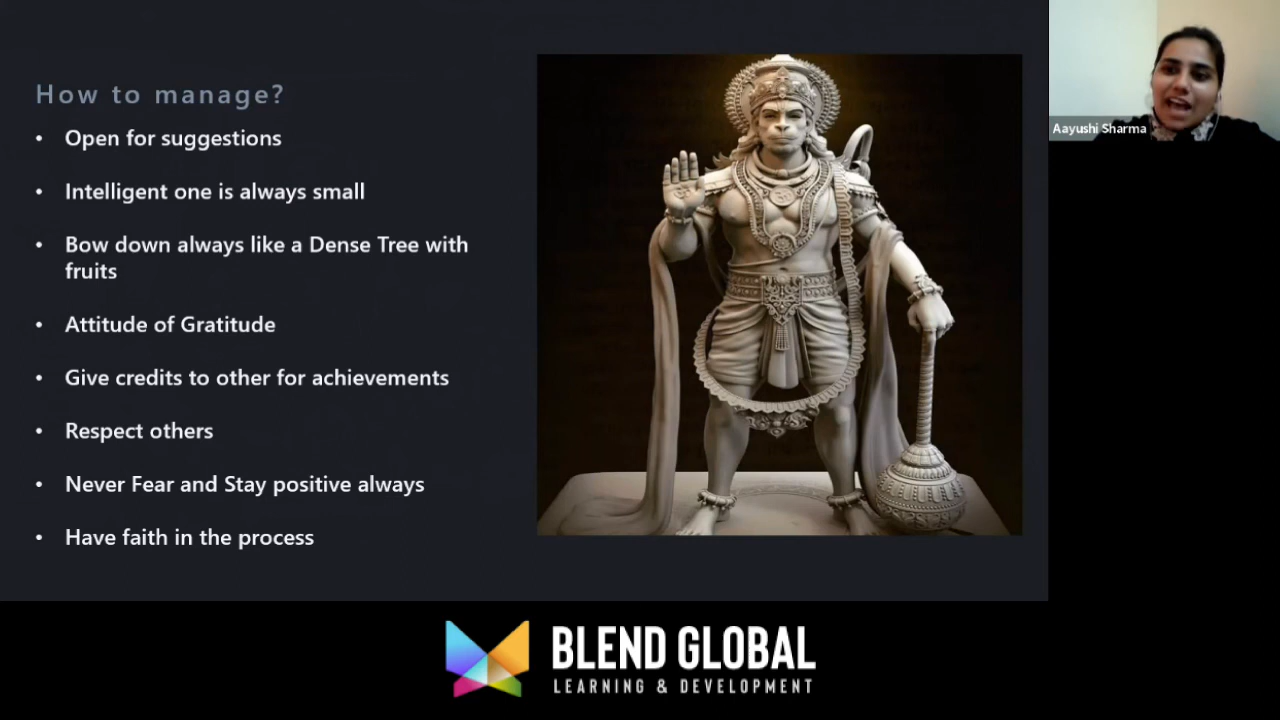 How to manage?
• Open for suggestions
• Intelligent one is always small
• Bow down always like a Dense Tree with
fruits
• Attitude of Gratitude
• Give credits to other for achievements
• Respect others
• Never Fear and Stay positive always
• Have faith in the process
Aayushi Sharma
BLEND GLOBAL
LEARNING & DEVELOPMENT